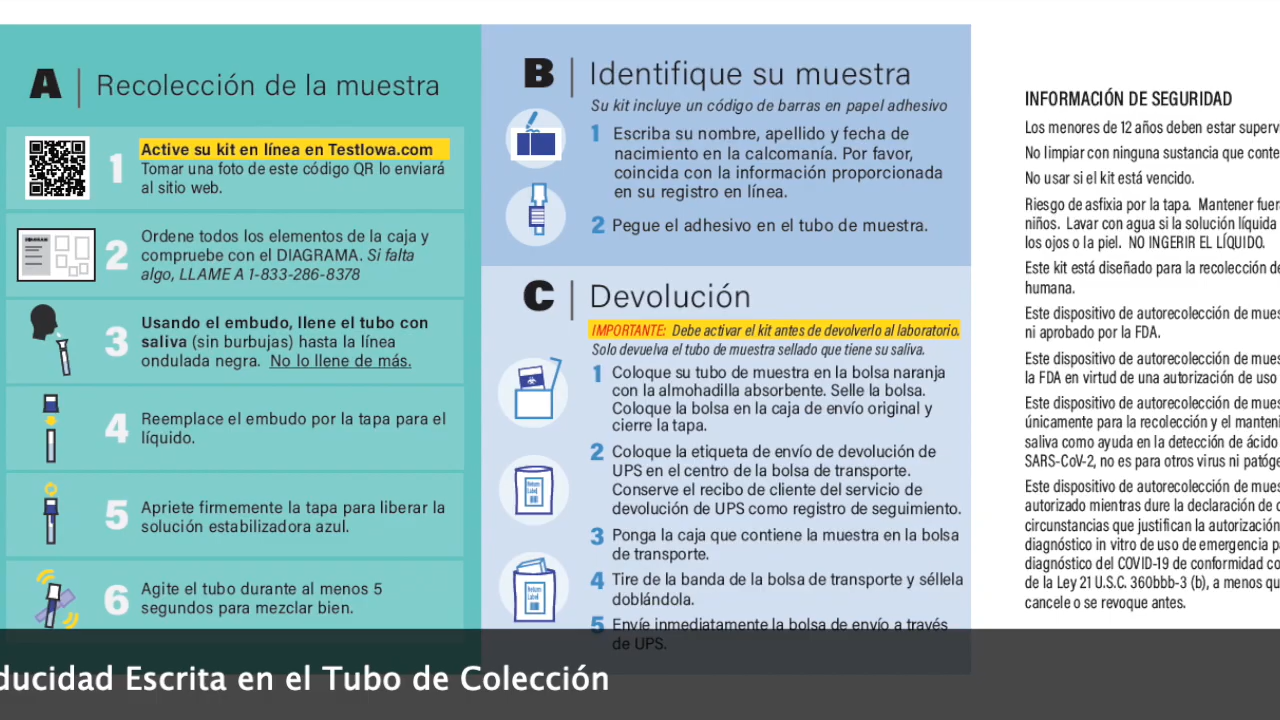 A | Recolección de la muestra
1
Active su kit en línea en TestIowa.com
Tomar una foto de este código QR lo enviará
al sitio web.
2
Ordene todos los elementos de la caja y
compruebe con el DIAGRAMA. Si falta
algo, LLAME A 1-833-286-8378
3
Usando el embudo, llene el tubo con
saliva (sin burbujas) hasta la línea
ondulada negra. No lo llene de más.
4
Reemplace el embudo por la tapa para el
líquido.
5
Apriete firmemente la tapa para liberar la
solución estabilizadora azul.
6
Agite el tubo durante al menos 5
segundos para mezclar bien.
B | Identifique su muestra
Su kit incluye un código de barras en papel adhesivo
1 Escriba su nombre, apellido y fecha de
nacimiento en la calcomanía. Por favor,
coincida con la información proporcionada
en su registro en línea.
2 Pegue el adhesivo en el tubo de muestra.
C | Devolución
IMPORTANTE: Debe activar el kit antes de devolverlo al laboratorio.
Solo devuelva el tubo de muestra sellado que tiene su saliva.
1 Coloque su tubo de muestra en la bolsa naranja
con la almohadilla absorbente. Selle la bolsa.
Coloque la bolsa en la caja de envío original y
cierre la tapa.
2 Coloque la etiqueta de envío de devolución de
UPS en el centro de la bolsa de transporte.
Conserve el recibo de cliente del servicio de
devolución de UPS como registro de seguimiento.
3 Ponga la caja que contiene la muestra en la bolsa
de transporte.
4 Tire de la banda de la bolsa de transporte y séllela
doblándola.
5 Envíe inmediatamente la bolsa de envío a través
de UPS.
Return
Label
Return
Label
INFORMACIÓN DE SEGURIDAD
Los menores de 12 años deben estar superv
No limpiar con ninguna sustancia que conte
No usar si el kit está vencido.
Riesgo de asfixia por la tapa. Mantener fuer
niños. Lavar con agua si la solución líquida
los ojos o la piel. NO INGERIR EL LÍQUIDO.
Este kit está diseñado para la recolección de
humana.
Este dispositivo de autorecolección de mues
ni aprobado por la FDA.
Este dispositivo de autorecolección de mues
la FDA en virtud de una autorización de uso
Este dispositivo de autorecolección de mues
únicamente para la recolección y el manteni
saliva como ayuda en la detección de ácido
SARS-CoV-2, no es para otros virus ni patóge
Este dispositivo de autorecolección de mues
autorizado mientras dure la declaración de c
circunstancias que justifican la autorización
diagnóstico in vitro de uso de emergencia pa
diagnóstico del COVID-19 de conformidad co
de la Ley 21 U.S.C. 360bbb-3 (b), a menos qu
cancele o se revoque antes.
ducidad Escrita en el Tubo de Colección